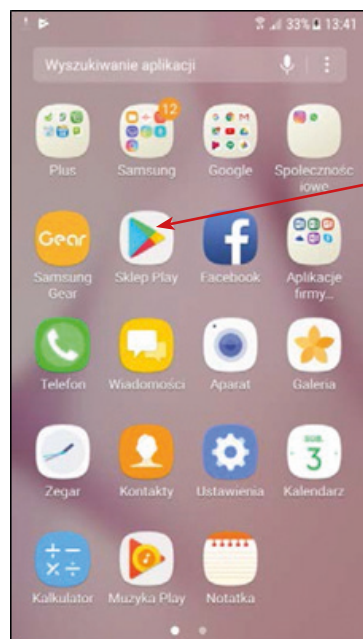 33% 13:41
Wyszukiwanie aplikacji
12
Plus Samsung Google Społecznośc
iowe
Gear
Samsung
Gear
Sklep Play Facebook Aplikacje
firmy...
Telefon Wiadomości Aparat Galeria
SOB.
3
Zegar Kontakty Ustawienia Kalendarz
Kalkulator Muzyka Play Notatka